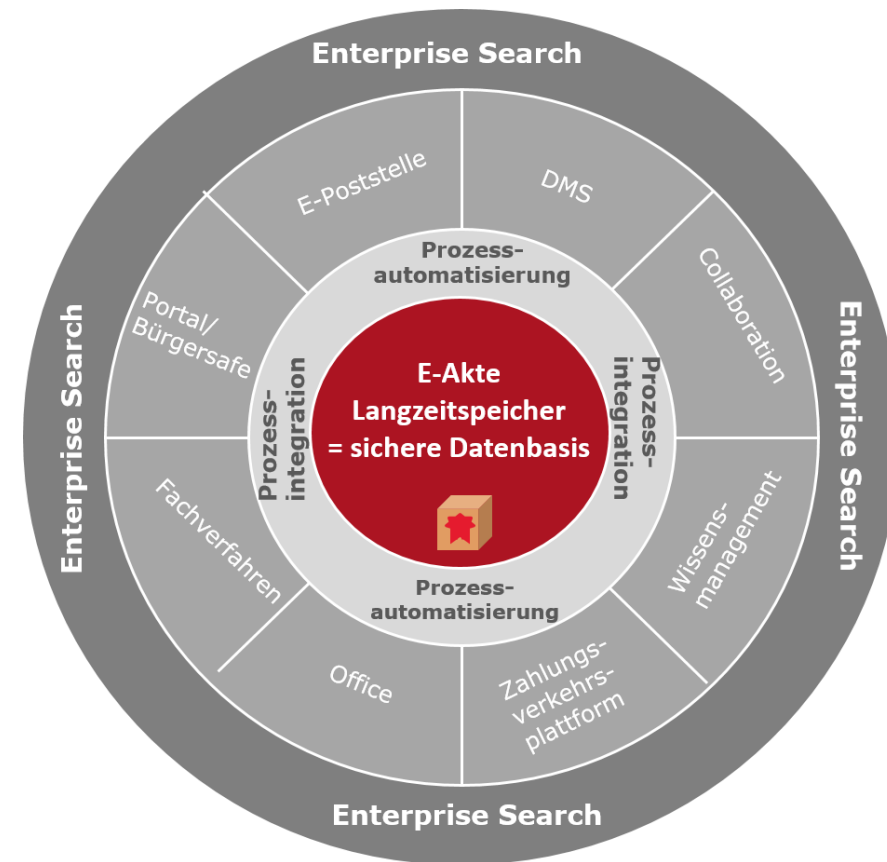 Enterprise Search
E-Poststelle
DMS
Collaboration
Wissens-
management
Zahlungs-
verkehrs-
plattform
Office
Fachverfahren
Portal/
Bürgersafe
Prozess-
automatisierung
Prozess-
integration
Prozess-
automatisierung
Prozess-
integration
E-Akte
Langzeitspeicher
= sichere Datenbasis
Enterprise Search
Enterprise Search
Enterprise Search